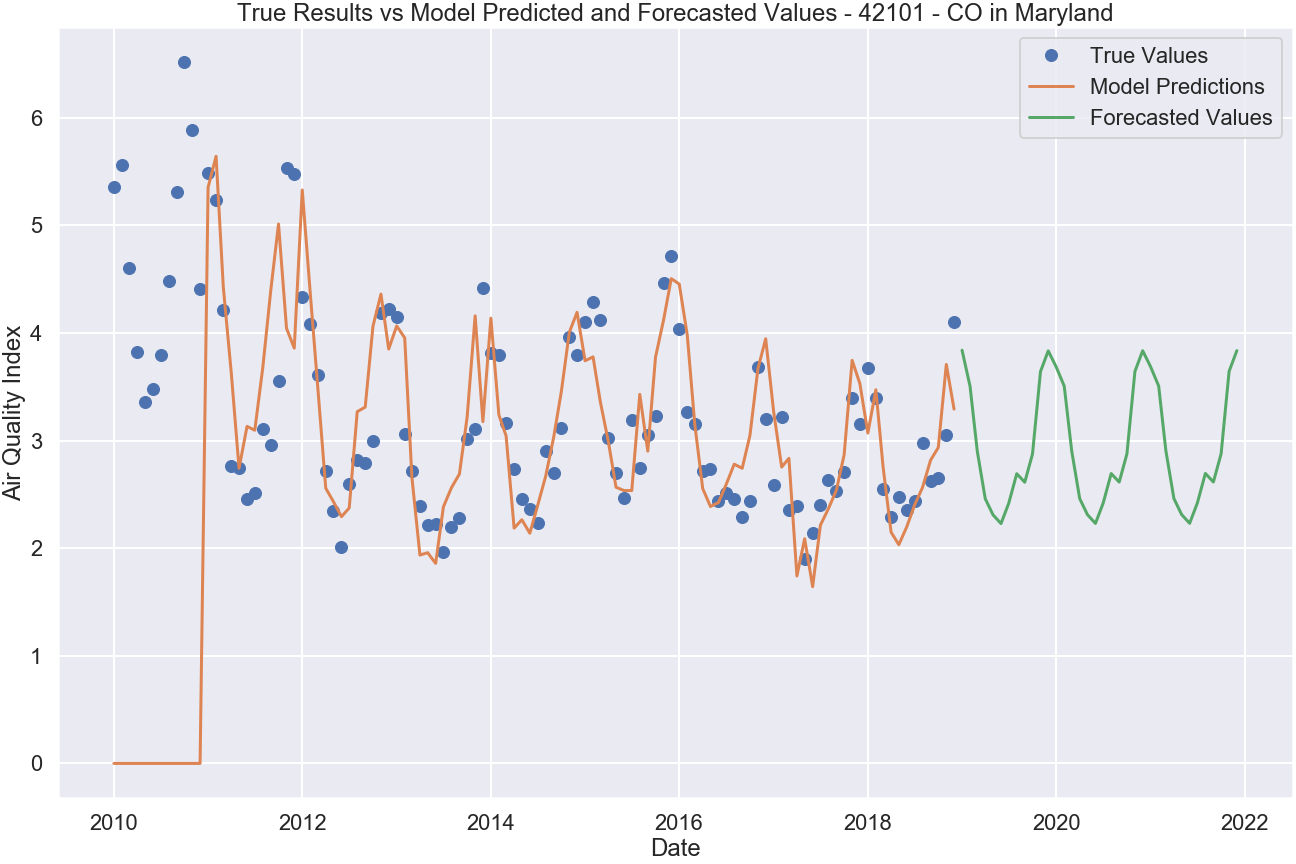 True Results vs Model Predicted and Forecasted Values - 42101 - CO in Maryland
True Values
Model Predictions
Forecasted Values
Air Quality Index
6
5
4
3
2
1
0
2010 2012 2014 2016 2018 2020 2022
Date